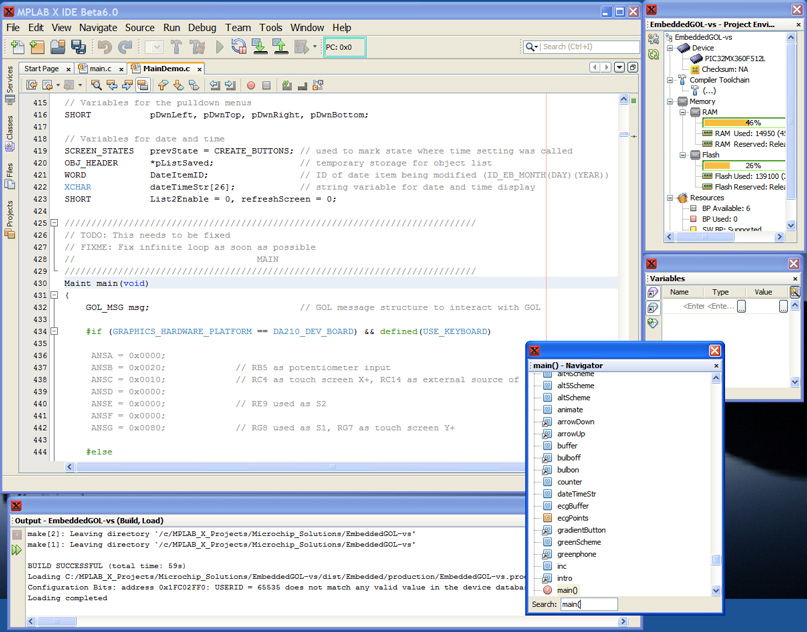 MPLAB X IDE Beta6.0
File Edit View Navigate Source Run Debug Team Tools Window Help
PC: 0x0
Search (Ctrl+I)
Start Page × main.c × MainDemo.c ×
Services
Classes
Files
Projects
415 // Variables for the pulldown menus
416 SHORT pDwnLeft, pDwnTop, pDwnRight, pDwnBottom;
417
418 // Variables for date and time
419 SCREEN_STATES prevState = CREATE_BUTTONS; // used to mark state where time setting was called
420 OBJ_HEADER *pListSaved; // temporary storage for object list
421 WORD DateItemID; // ID of date item being modified (ID_EB_MONTH(DAY)(YEAR))
422 XCHAR dateTimeStr[26]; // string variable for date and time display
423 SHORT List2Enable = 0, refreshScreen = 0;
424
425 ///////////////////////////////////////////////////////////////////////////
426 // TODO: This needs to be fixed
427 // FIXME: Fix infinite loop as soon as possible
428 // MAIN
429 ///////////////////////////////////////////////////////////////////////////
430 Maint main(void)
431 {
432 GOL_MSG msg; // GOL message structure to interact with GOL
433
434 #if (GRAPHICS_HARDWARE_PLATFORM == DA210_DEV_BOARD) && defined(USE_KEYBOARD)
435
436 ANSA = 0x0000;
437 ANSB = 0x0020; // RB5 as potentiometer input
438 ANSC = 0x0010; // RC4 as touch screen X+, RC14 as external source of
439 ANSD = 0x0000;
440 ANSE = 0x0000; // RE9 used as S2
441 ANSF = 0x0000;
442 ANSG = 0x0080; // RG8 used as S1, RG7 as touch screen Y+
443
444 #else
Output - EmbeddedGOL-vs (Build, Load)
make[2]: Leaving directory '/c/MPLAB_X_Projects/Microchip_Solutions/EmbeddedGOL-vs'
make[1]: Leaving directory '/c/MPLAB_X_Projects/Microchip_Solutions/EmbeddedGOL-vs'
BUILD SUCCESSFUL (total time: 59s)
Loading C:/MPLAB_X_Projects/Microchip_Solutions/EmbeddedGOL-vs/dist/Embedded/production/EmbeddedGOL-vs.prod
Configuration Bits: address 0x1FC02FF0: USERID = 65535 does not match any valid value in the device databas
Loading completed
EmbeddedGOL-vs - Project Envi... ×
EmbeddedGOL-vs
Device
PIC32MX360F512L
Checksum: NA
Compiler Toolchain
(...)
Memory
RAM
46%
RAM Used: 14950 (45
RAM Reserved: Relea
Flash
26%
Flash Used: 139100 (2
Flash Reserved: Relea
Resources
BP Available: 6
BP Used: 0
SW BP: Supported
Variables ×
Name Type Value
<Enter <Ente... ...
main() - Navigator ×
alt4Scheme
alt5Scheme
altScheme
animate
arrowDown
arrowUp
buffer
bulboff
bulbon
counter
dateTimeStr
ecgBuffer
ecgPoints
gradientButton
greenScheme
greenphone
inc
intro
main()
Search: main(